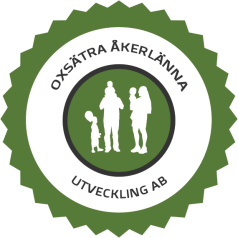 OXSÄTRA ÅKERLÄNNA
UTVECKLING AB